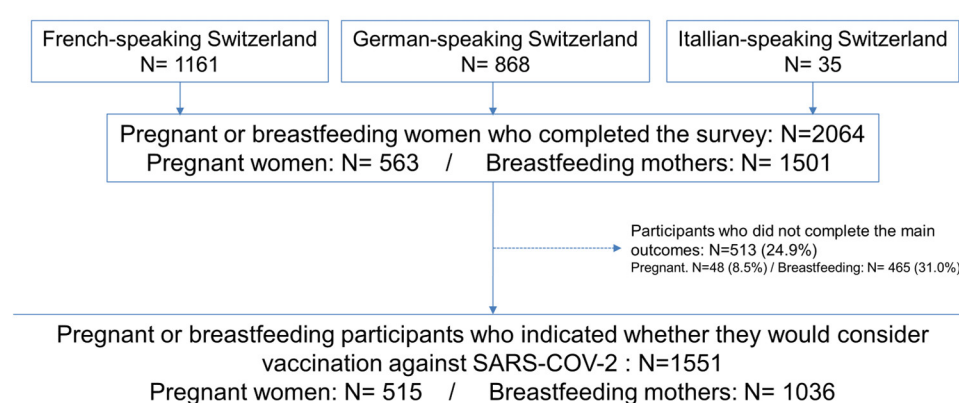 French-speaking Switzerland
N= 1161
German-speaking Switzerland
N= 868
Itallian-speaking Switzerland
N= 35
Pregnant or breastfeeding women who completed the survey: N=2064
Pregnant women: N= 563 / Breastfeeding mothers: N= 1501
Participants who did not complete the main
outcomes: N=513 (24.9%)
Pregnant. N=48 (8.5%) / Breastfeeding: N= 465 (31.0%)
Pregnant or breastfeeding participants who indicated whether they would consider
vaccination against SARS-COV-2 : N=1551
Pregnant women: N= 515 / Breastfeeding mothers: N= 1036